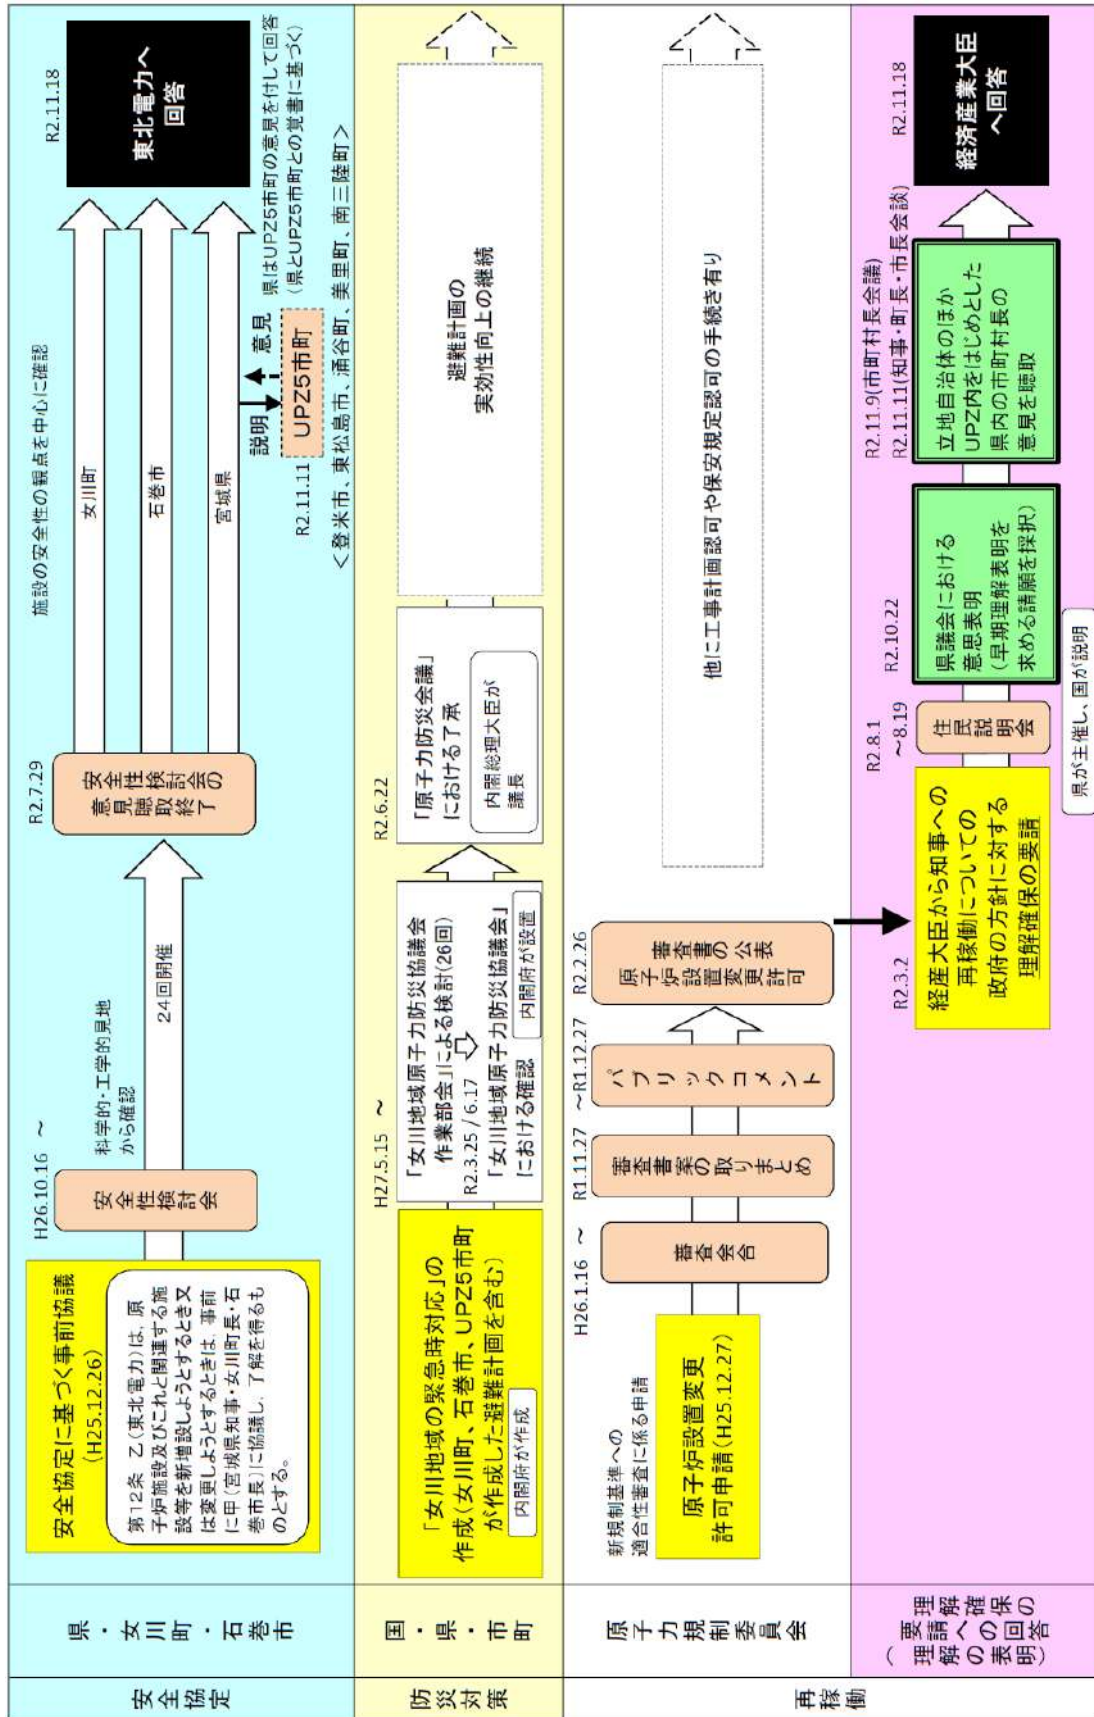 安全協定
県・女川町・石巻市
安全協定に基づく事前協議
(H25.12.26)
第12条 乙(東北電力)は、原
子炉施設及びこれと関連する施
設等を新増設しようとするとき又
は変更しようとするときは、事前
に甲(宮城県知事・女川町長・石
巻市長)に協議し、了解を得るも
のとする。
H26.10.16 ～
安全性検討会
科学的・工学的見地
から確認
24回開催
R2.7.29
安全性検討会の
意見聴取終了
施設の安全性の観点を中心に確認
女川町
石巻市
宮城県
説明
意見
R2.11.11
UPZ5市町
県はUPZ5市町の意見を付して回答
(県とUPZ5市町との覚書に基づく)
＜登米市、東松島市、涌谷町、美里町、南三陸町＞
R2.11.18
東北電力へ
回答
防災対策
国・県・市町
「女川地域の緊急時対応」の
作成(女川町、石巻市、UPZ5市町
が作成した避難計画を含む)
内閣府が作成
H27.5.15 ～
「女川地域原子力防災協議会
作業部会」による検討(26回)
R2.3.25/6.17
「女川地域原子力防災協議会」
における確認
内閣府が設置
R2.6.22
「原子力防災会議」
における了承
内閣総理大臣が
議長
避難計画の
実効性向上の継続
再稼働
原子力規制委員会
新規制基準への
適合性審査に係る申請
原子炉設置変更
許可申請(H25.12.27)
H26.1.16 ～
審査会合
R1.11.27
審査書案の取りまとめ
～R1.12.27
パブリックコメント
R2.2.26
審査書の公表
原子炉設置変更許可
他に工事計画認可や保安規定認可の手続き有り
理解確保の
要請への回答
(理解の表明)
R2.3.2
経産大臣から知事への
再稼働についての
政府の方針に対する
理解確保の要請
R2.8.1
～8.19
住民説明会
県が主催し、国が説明
R2.10.22
県議会における
意思表明
(早期理解表明を
求める請願を採択)
R2.11.9(市町村長会議)
R2.11.11(知事・町長・市長会談)
立地自治体のほか
UPZ内をはじめとした
県内の市町村長の
意見を聴取
R2.11.18
経済産業大臣
へ回答